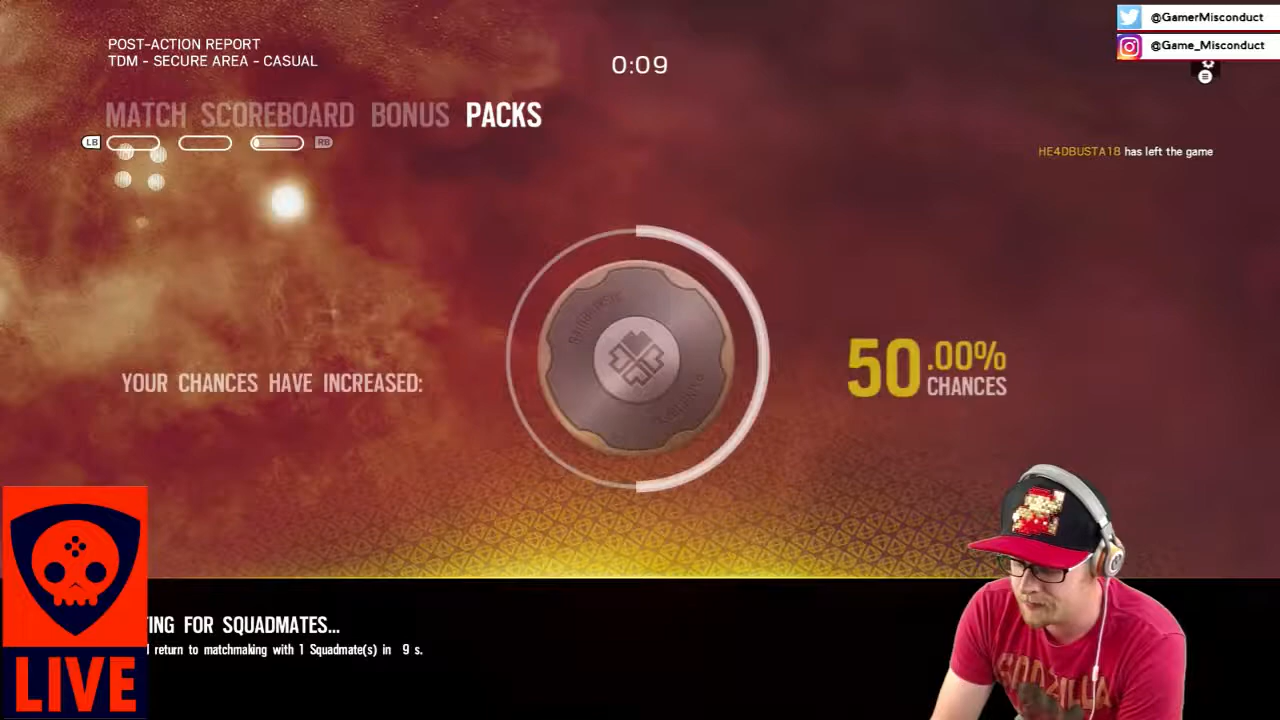 POST-ACTION REPORT
TDM - SECURE AREA - CASUAL
0:09
@GamerMisconduct
@Game_Misconduct
MATCH SCOREBOARD BONUS PACKS
LB
RB
HE4DBUSTA18 has left the game
YOUR CHANCES HAVE INCREASED:
50.00%
CHANCES
ING FOR SQUADMATES...
return to matchmaking with 1 Squadmate(s) in 9 s.
LIVE
GODZILLA